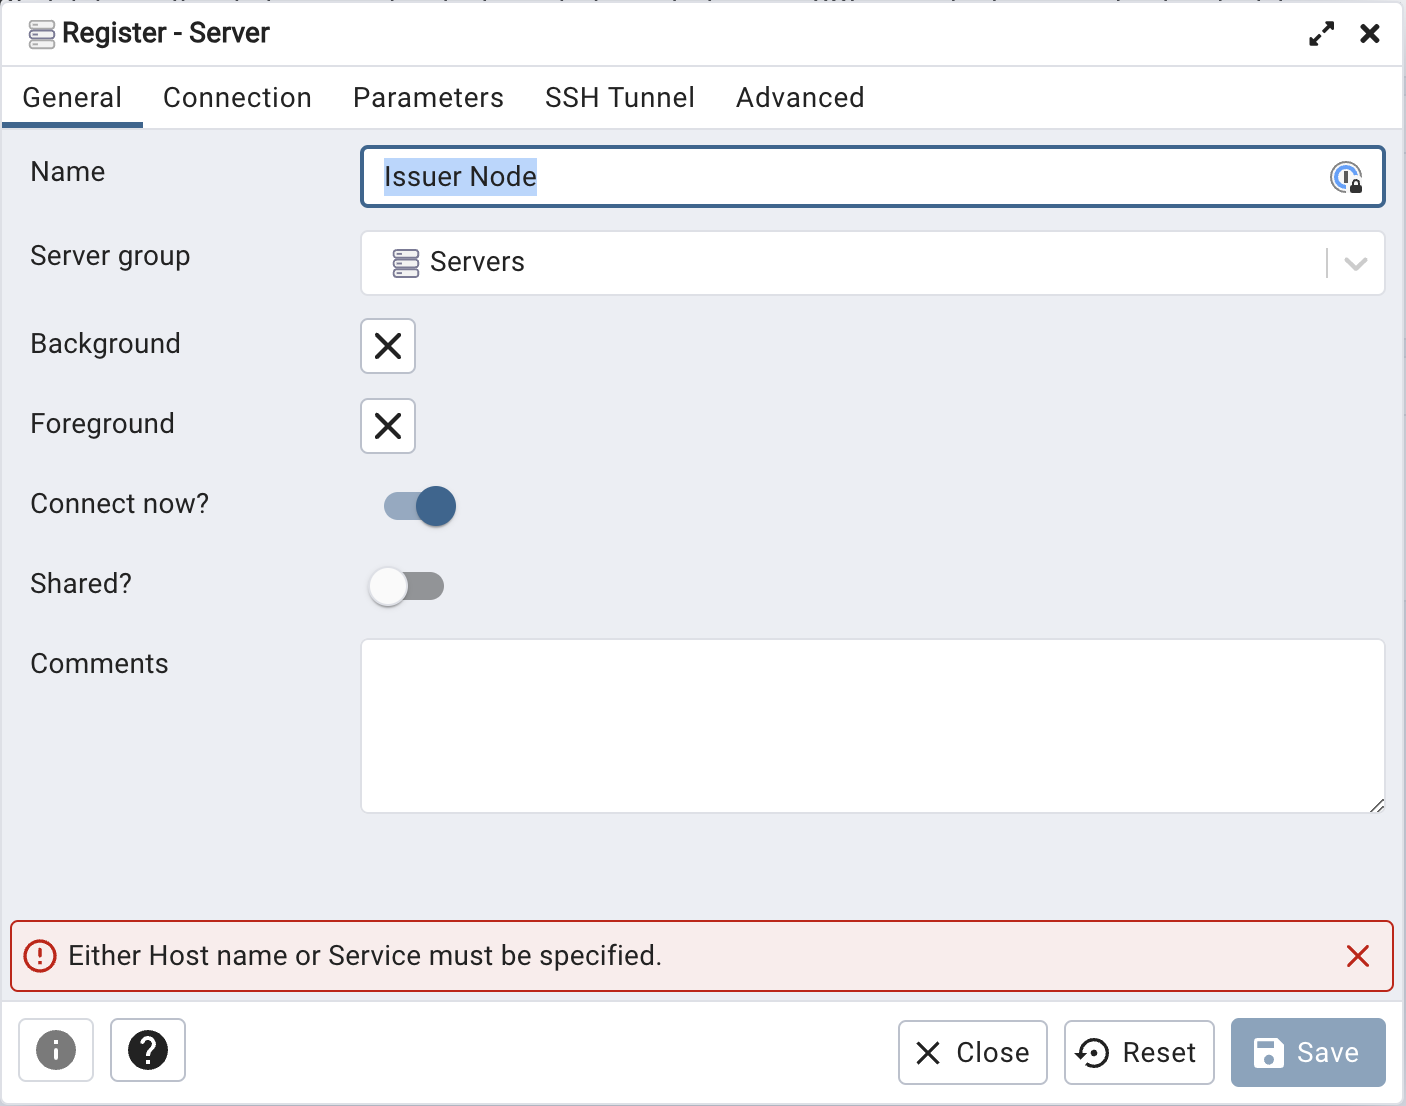 Register - Server
General Connection Parameters SSH Tunnel Advanced
Name
Issuer Node
Server group
Servers
Background
Foreground
Connect now?
Shared?
Comments
Either Host name or Service must be specified.
Close Reset Save